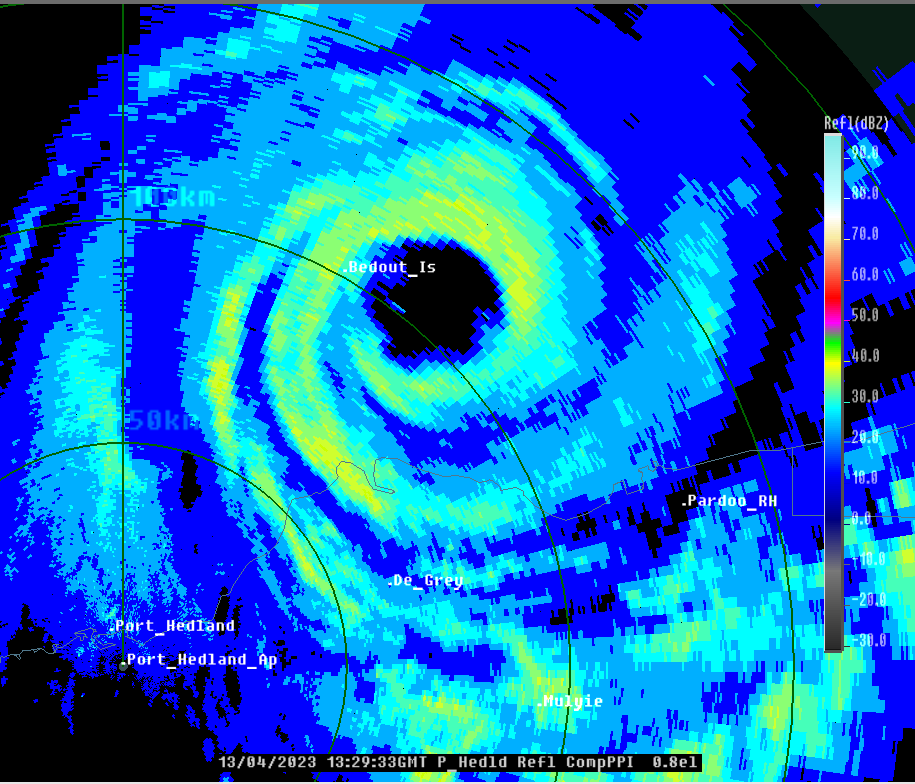 Refl(dBZ)
90.0
80.0
100km
70.0
.Bedout_Is
60.0
50.0
40.0
30.0
50km
20.0
10.0
.Pardoo_RH
0.0
-10.0
.De_Grey
-20.0
.Port_Hedland
-30.0
.Port_Hedland_Ap
.Mulyie
13/04/2023 13:29:33GMT P_Hedld Refl CompPPI 0.8el